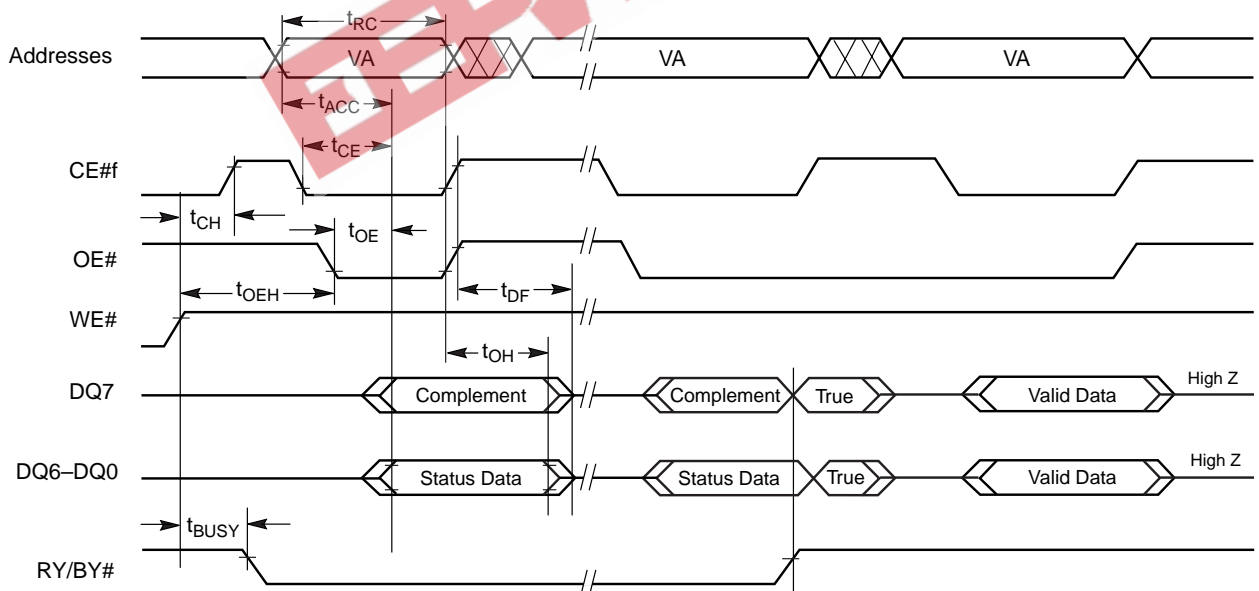 tRC
Addresses VA VA VA
tACC
tCE
CE#f
tCH tOE
OE#
tOEH tDF
WE#
tOH
DQ7 Complement Complement True Valid Data High Z
DQ6–DQ0 Status Data Status Data True Valid Data High Z
tBUSY
RY/BY#